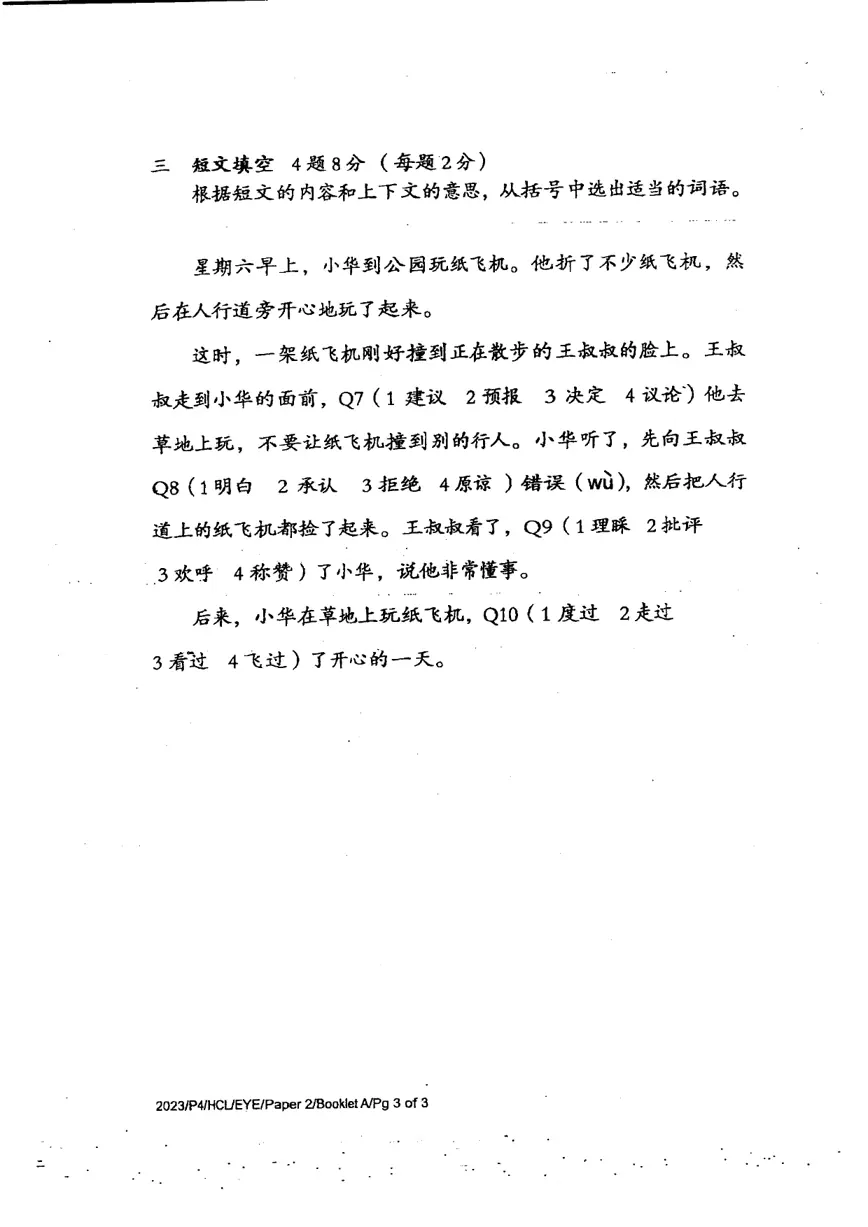 三 短文填空 4题8分（每题2分）
根据短文的内容和上下文的意思，从括号中选出适当的词语。
星期六早上，小华到公园玩纸飞机。他折了不少纸飞机，然
后在人行道旁开心地玩了起来。
这时，一架纸飞机刚好撞到正在散步的王叔叔的脸上。王叔
叔走到小华的面前，Q7（1 建议 2 预报 3 决定 4 议论）他去
草地上玩，不要让纸飞机撞到别的行人。小华听了，先向王叔叔
Q8（1 明白 2 承认 3 拒绝 4 原谅 ）错误（wù），然后把人行
道上的纸飞机都捡了起来。王叔叔看了，Q9（1 理睬 2 批评
3 欢呼 4 称赞）了小华，说他非常懂事。
后来，小华在草地上玩纸飞机，Q10（1 度过 2 走过
3 看过 4 飞过）了开心的一天。
2023/P4/HCL/EYE/Paper 2/Booklet A/Pg 3 of 3